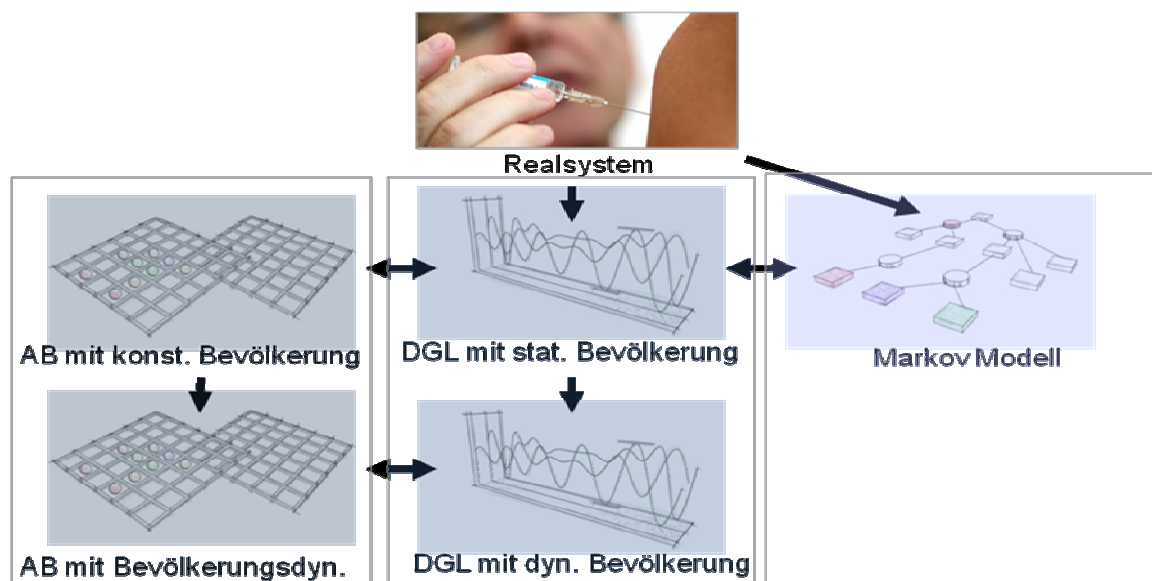 Realsystem
AB mit konst. Bevölkerung
DGL mit stat. Bevölkerung
Markov Modell
AB mit Bevölkerungsdyn.
DGL mit dyn. Bevölkerung